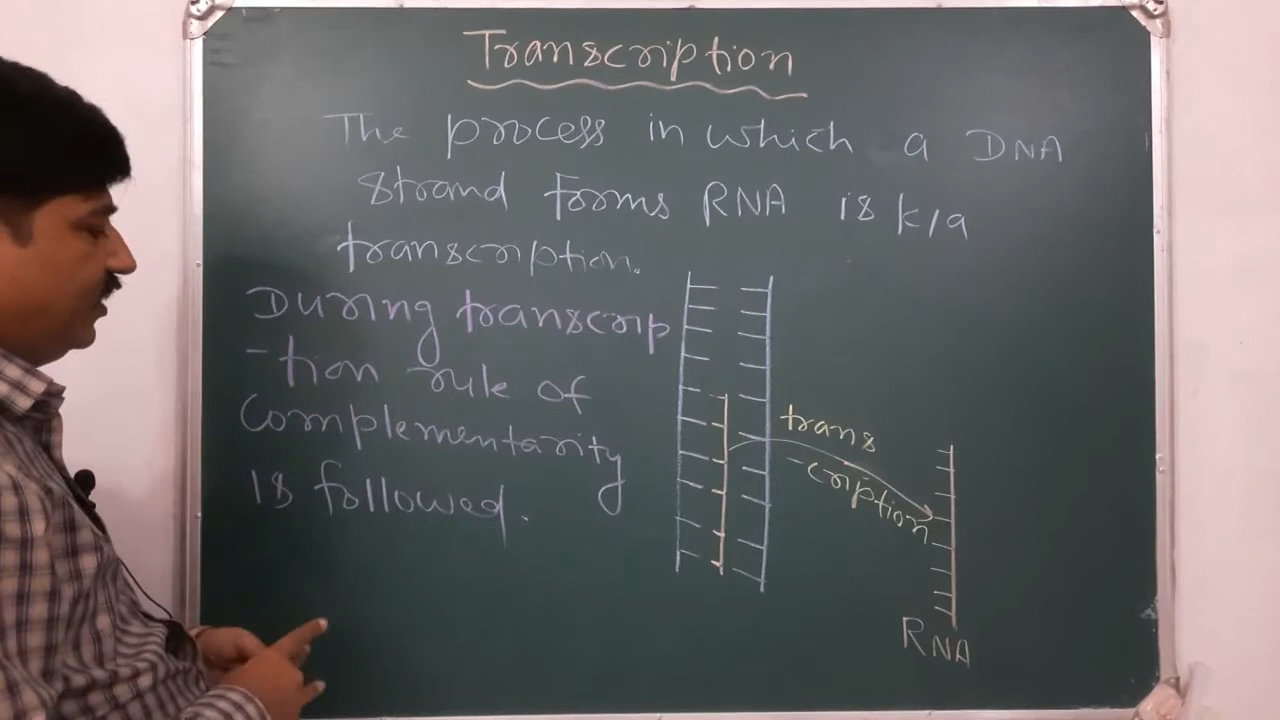 Transcription
The process in which a DNA
strand forms RNA is k/a
transcription.
During transcrip
-tion rule of
complementarity
is followed.
trans
-cription
RNA